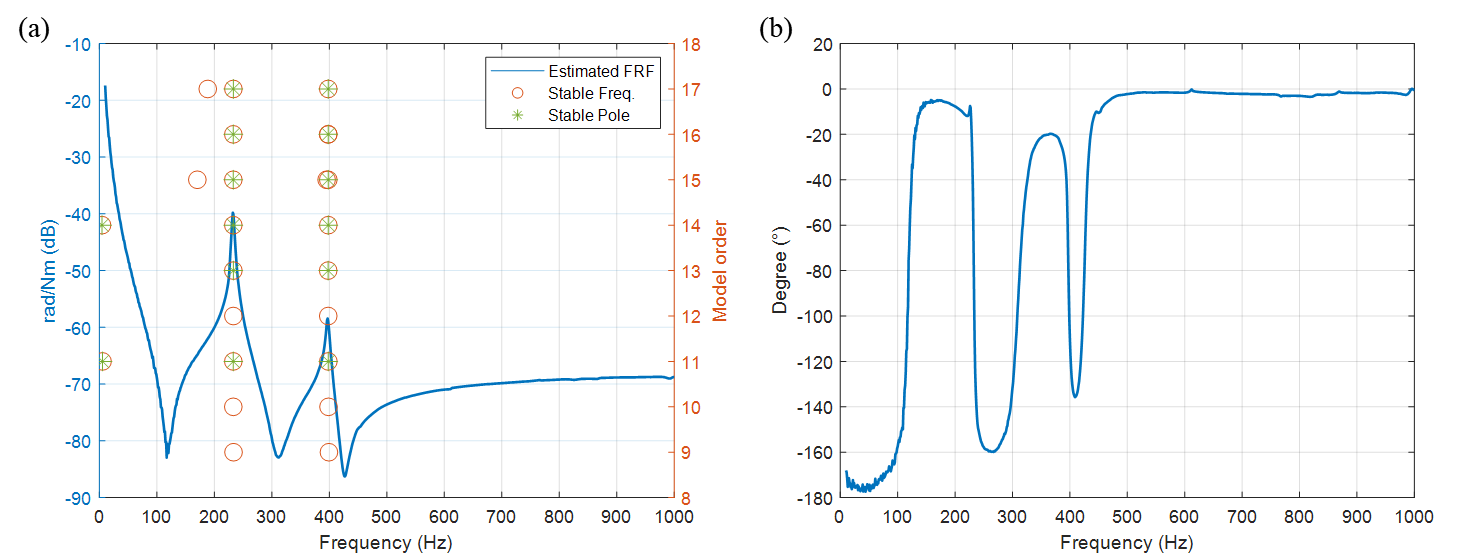 (a)
-10
-20
-30
-40
-50
-60
-70
-80
-90
rad/Nm (dB)
0 100 200 300 400 500 600 700 800 900 1000
Frequency (Hz)
18
17
16
15
14
13
12
11
10
9
8
Model order
Estimated FRF
Stable Freq.
Stable Pole
(b)
20
0
-20
-40
-60
-80
-100
-120
-140
-160
-180
Degree (°)
0 100 200 300 400 500 600 700 800 900 1000
Frequency (Hz)